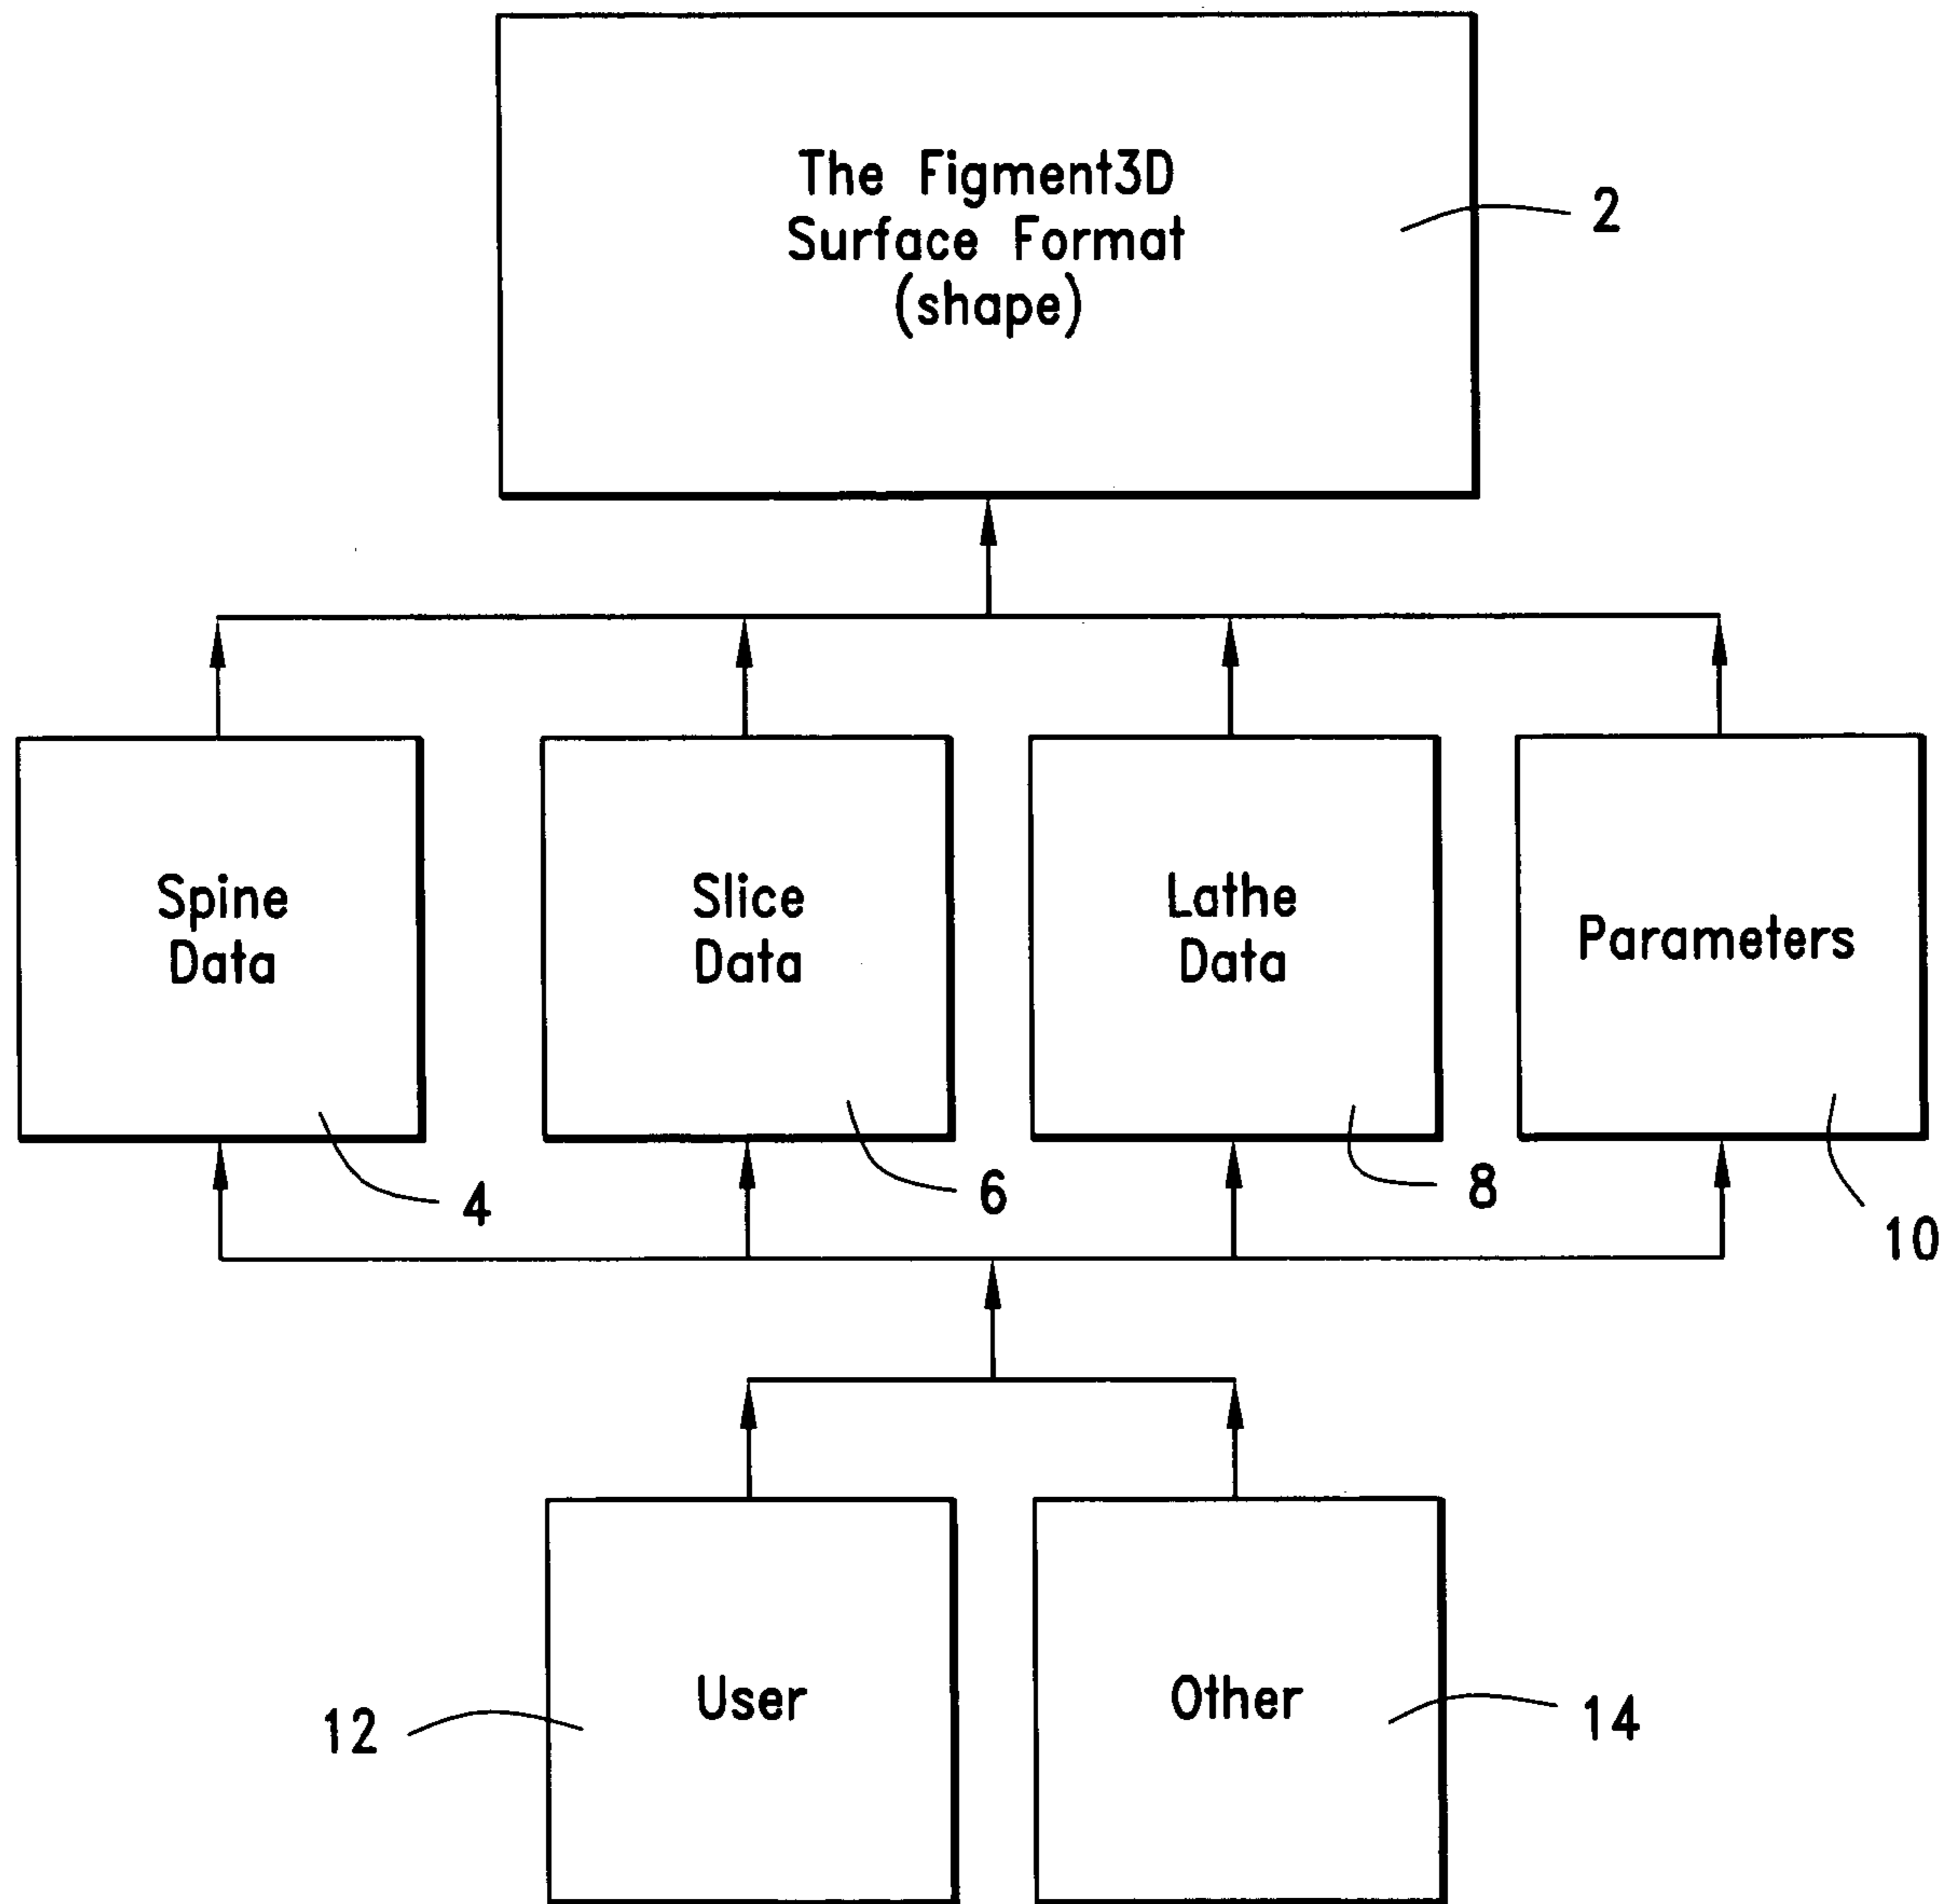 The Figment3D
Surface Format
(shape)
2
Spine
Data
Slice
Data
Lathe
Data
Parameters
4
6
8
10
User
Other
12
14